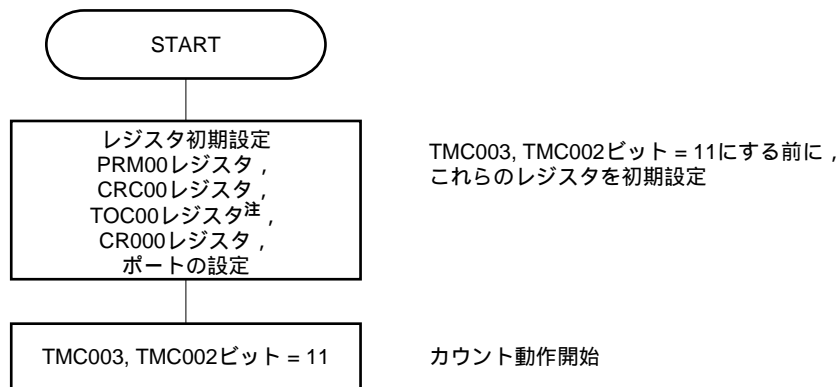 START
レジスタ初期設定
PRM00レジスタ，
CRC00レジスタ，
TOC00レジスタ注，
CR000レジスタ，
ポートの設定
TMC003, TMC002ビット = 11にする前に，
これらのレジスタを初期設定
TMC003, TMC002ビット = 11
カウント動作開始